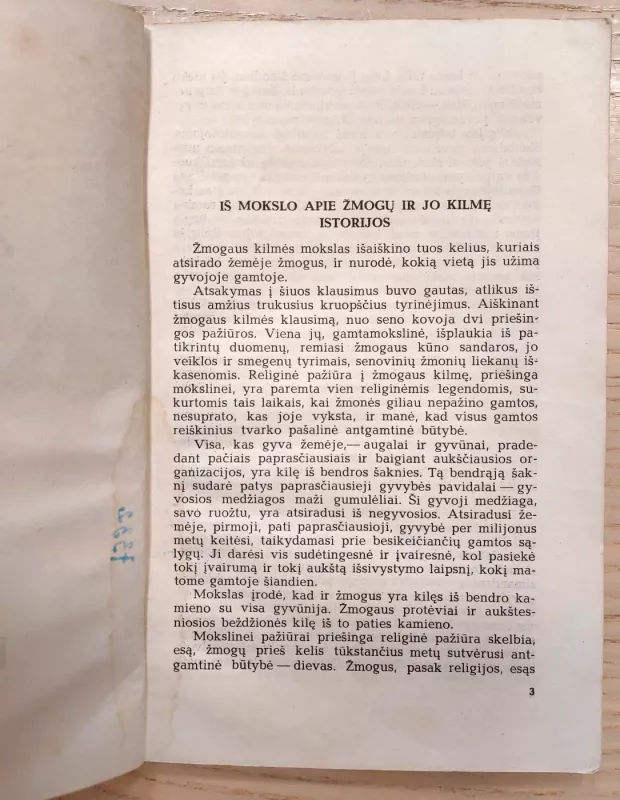 IŠ MOKSLO APIE ŽMOGŲ IR JO KILMĘ
ISTORIJOS
Žmogaus kilmės mokslas išaiškino tuos kelius, kuriais
atsirado žemėje žmogus, ir nurodė, kokią vietą jis užima
gyvojoje gamtoje.
Atsakymas į šiuos klausimus buvo gautas, atlikus iš-
tisus amžius trukusius kruopščius tyrinėjimus. Aiškinant
žmogaus kilmės klausimą, nuo seno kovoja dvi priešin-
gos pažiūros. Viena jų, gamtamokslinė, išplaukia iš pa-
tikrintų duomenų, remiasi žmogaus kūno sandaros, jo
veiklos ir smegenų tyrimais, senovinių žmonių liekanų iš-
kasenomis. Religinė pažiūra į žmogaus kilmę, priešinga
mokslinei, yra paremta vien religinėmis legendomis, su-
kurtomis tais laikais, kai žmonės giliau nepažino gamtos,
nesuprato, kas joje vyksta, ir manė, kad visus gamtos
reiškinius tvarko pašalinė antgamtinė būtybė.
Visa, kas gyva žemėje,— augalai ir gyvūnai, prade-
dant pačiais paprasčiausiais ir baigiant aukščiausios or-
ganizacijos, yra kilę iš bendros šaknies. Tą bendrąją šak-
nį sudarė patys paprasčiausieji gyvybės pavidalai — gy-
vosios medžiagos maži gumulėliai. Ši gyvoji medžiaga,
savo ruožtu, yra atsiradusi iš negyvosios. Atsiradusi že-
mėje, pirmoji, pati paprasčiausioji, gyvybė per milijonus
metų keitėsi, taikydamasi prie besikeičiančių gamtos są-
lygų. Ji darėsi vis sudėtingesnė ir įvairesnė, kol pasiekė
tokį įvairumą ir tokį aukštą išsivystymo laipsnį, kokį ma-
tome gamtoje šiandien.
Mokslas įrodė, kad ir žmogus yra kilęs iš bendro ka-
mieno su visa gyvūnija. Žmogaus protėviai ir aukštes-
niosios beždžionės kilę iš to paties kamieno.
Mokslinei pažiūrai priešinga religinė pažiūra skelbia,
esą, žmogų prieš kelis tūkstančius metų sutvėrusi ant-
gamtinė būtybė — dievas. Žmogus, pasak religijos, esąs
3